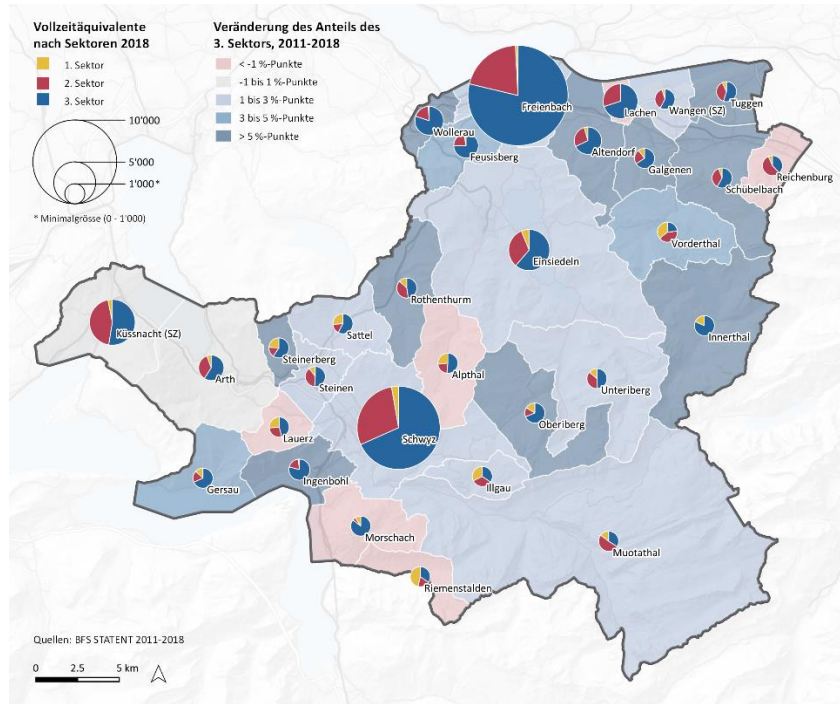 Vollzeitäquivalente
nach Sektoren 2018
1. Sektor
2. Sektor
3. Sektor
10'000
5'000
1'000*
* Minimalgrösse (0 - 1'000)
Veränderung des Anteils des
3. Sektors, 2011-2018
< -1 %-Punkte
-1 bis 1 %-Punkte
1 bis 3 %-Punkte
3 bis 5 %-Punkte
> 5 %-Punkte
Freienbach
Wollerau
Feusisberg
Lachen
Wangen (SZ)
Tuggen
Altendorf
Galgenen
Schübelbach
Reichenburg
Vorderthal
Einsiedeln
Innerthal
Rothenthurm
Küssnacht (SZ)
Arth
Sattel
Steinerberg
Steinen
Alpthal
Unteriberg
Oberiberg
Lauerz
Schwyz
Gersau
Ingenbohl
Illgau
Morschach
Muotathal
Riemenstalden
Quellen: BFS STATENT 2011-2018
0 2.5 5 km